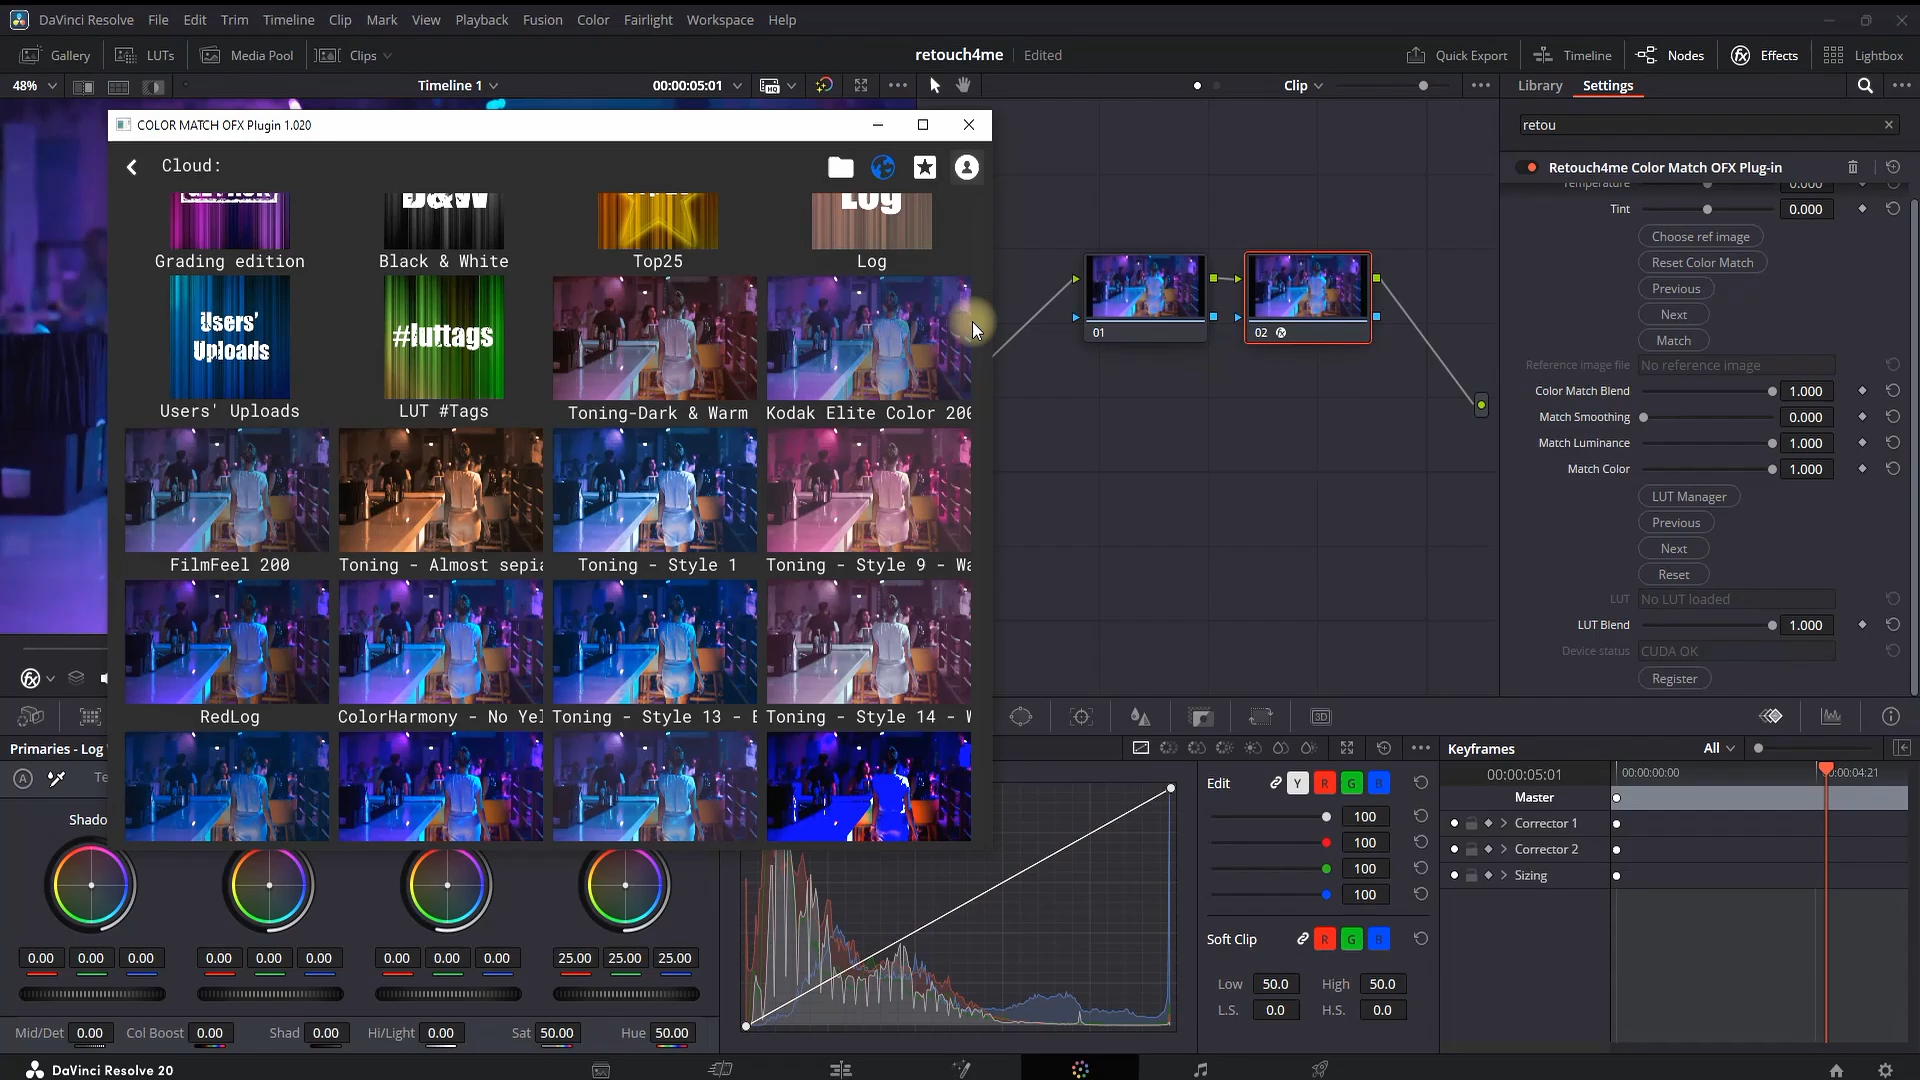 DaVinci Resolve File Edit Trim Timeline Clip Mark View Playback Fusion Color Fairlight Workspace Help
Gallery LUTs Media Pool Clips retouch4me Edited Quick Export Timeline Nodes Effects Lightbox
48% Timeline 1 00:00:05:01 Clip Library Settings
COLOR MATCH OFX Plugin 1.020
retou
Cloud:
Retouch4me Color Match OFX Plug-in
B&W
Log
Grading edition Black & White Top25 Log
Users' Uploads
#luttags
Users' Uploads LUT #Tags Toning-Dark & Warm Kodak Elite Color 200
FilmFeel 200 Toning - Almost sepia Toning - Style 1 Toning - Style 9 - Wa
RedLog ColorHarmony - No Yel Toning - Style 13 - B Toning - Style 14 - W
01
02
Temperature 0.000
Tint 0.000
Choose ref image
Reset Color Match
Previous
Next
Match
Reference image file No reference image
Color Match Blend 1.000
Match Smoothing 0.000
Match Luminance 1.000
Match Color 1.000
LUT Manager
Previous
Next
Reset
LUT No LUT loaded
LUT Blend 1.000
Device status CUDA OK
Register
3D
Primaries - Log
A Te
Shado
0.00 0.00 0.00 0.00 0.00 0.00 0.00 0.00 0.00 25.00 25.00 25.00
Mid/Det 0.00 Col Boost 0.00 Shad 0.00 Hi/Light 0.00 Sat 50.00 Hue 50.00
Edit Y R G B
100
100
100
100
Soft Clip R G B
Low 50.0 High 50.0
L.S. 0.0 H.S. 0.0
Keyframes All
00:00:05:01 00:00:00:00 00:00:04:21
Master
Corrector 1
Corrector 2
Sizing
DaVinci Resolve 20